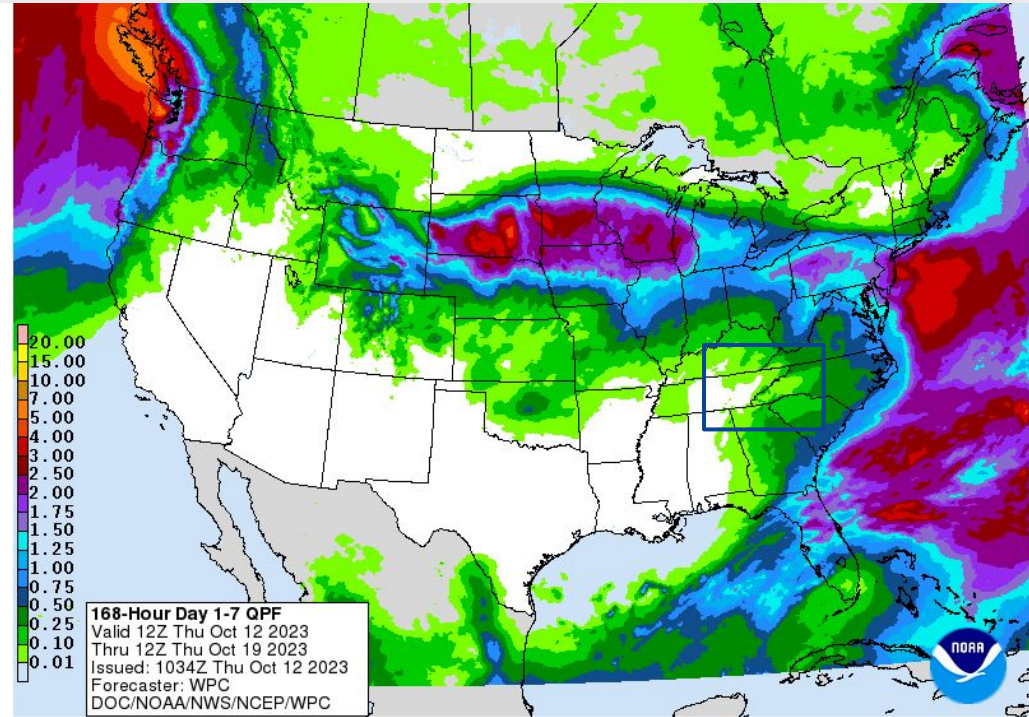 20.00
15.00
10.00
7.00
5.00
4.00
3.00
2.50
2.00
1.75
1.50
1.25
1.00
0.75
0.50
0.25
0.10
0.01
168-Hour Day 1-7 QPF
Valid 12Z Thu Oct 12 2023
Thru 12Z Thu Oct 19 2023
Issued: 1034Z Thu Oct 12 2023
Forecaster: WPC
DOC/NOAA/NWS/NCEP/WPC
NOAA